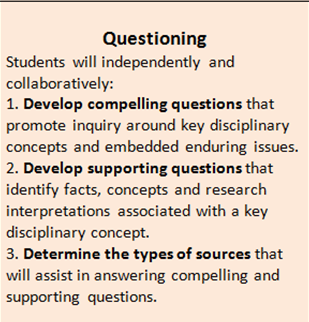 Questioning
Students will independently and
collaboratively:
1. Develop compelling questions that
promote inquiry around key disciplinary
concepts and embedded enduring issues.
2. Develop supporting questions that
identify facts, concepts and research
interpretations associated with a key
disciplinary concept.
3. Determine the types of sources that
will assist in answering compelling and
supporting questions.